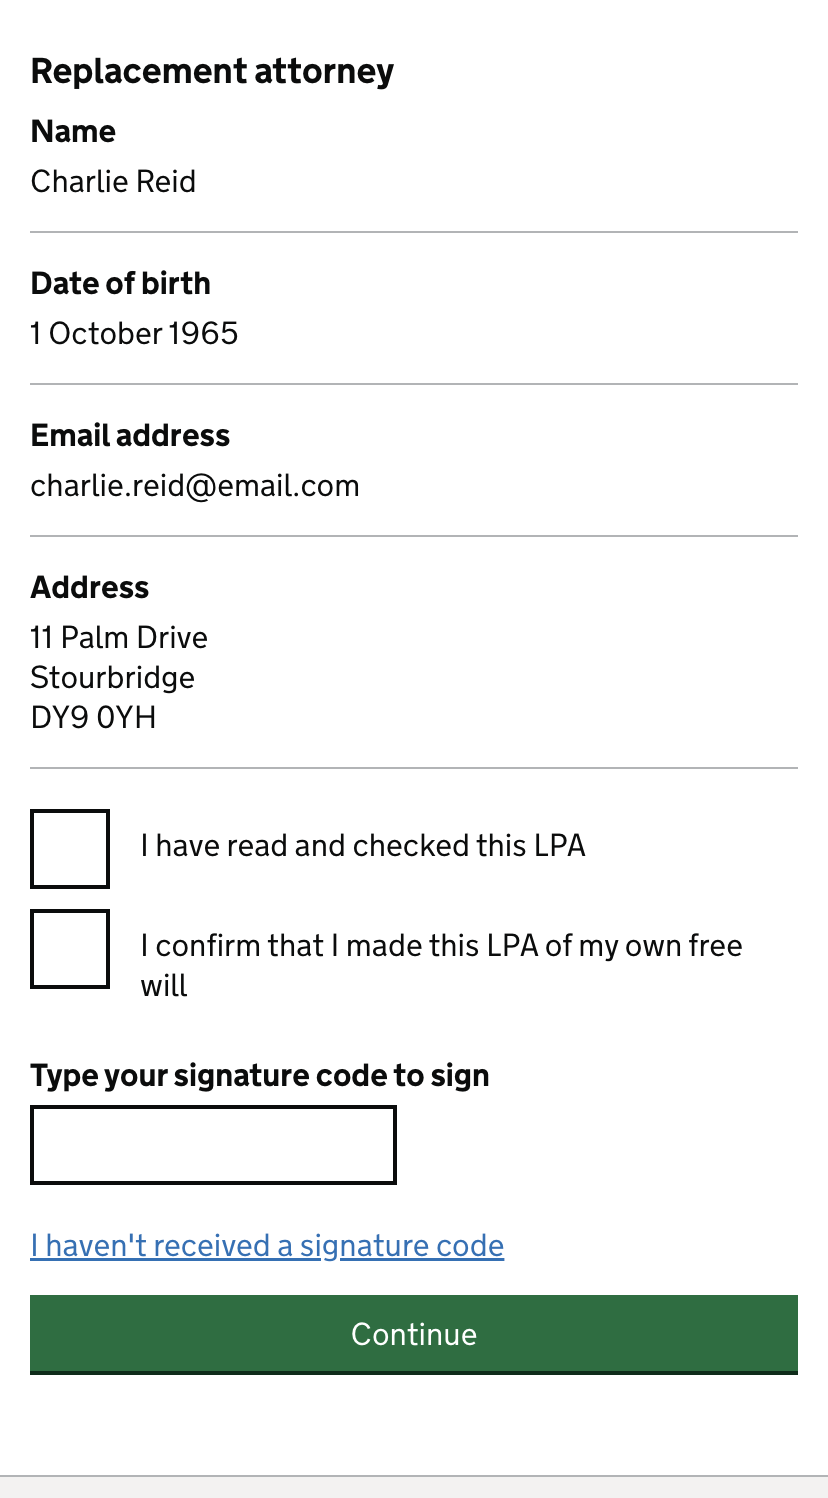 Replacement attorney
Name
Charlie Reid
Date of birth
1 October 1965
Email address
charlie.reid@email.com
Address
11 Palm Drive
Stourbridge
DY9 0YH
I have read and checked this LPA
I confirm that I made this LPA of my own free
will
Type your signature code to sign
I haven't received a signature code
Continue